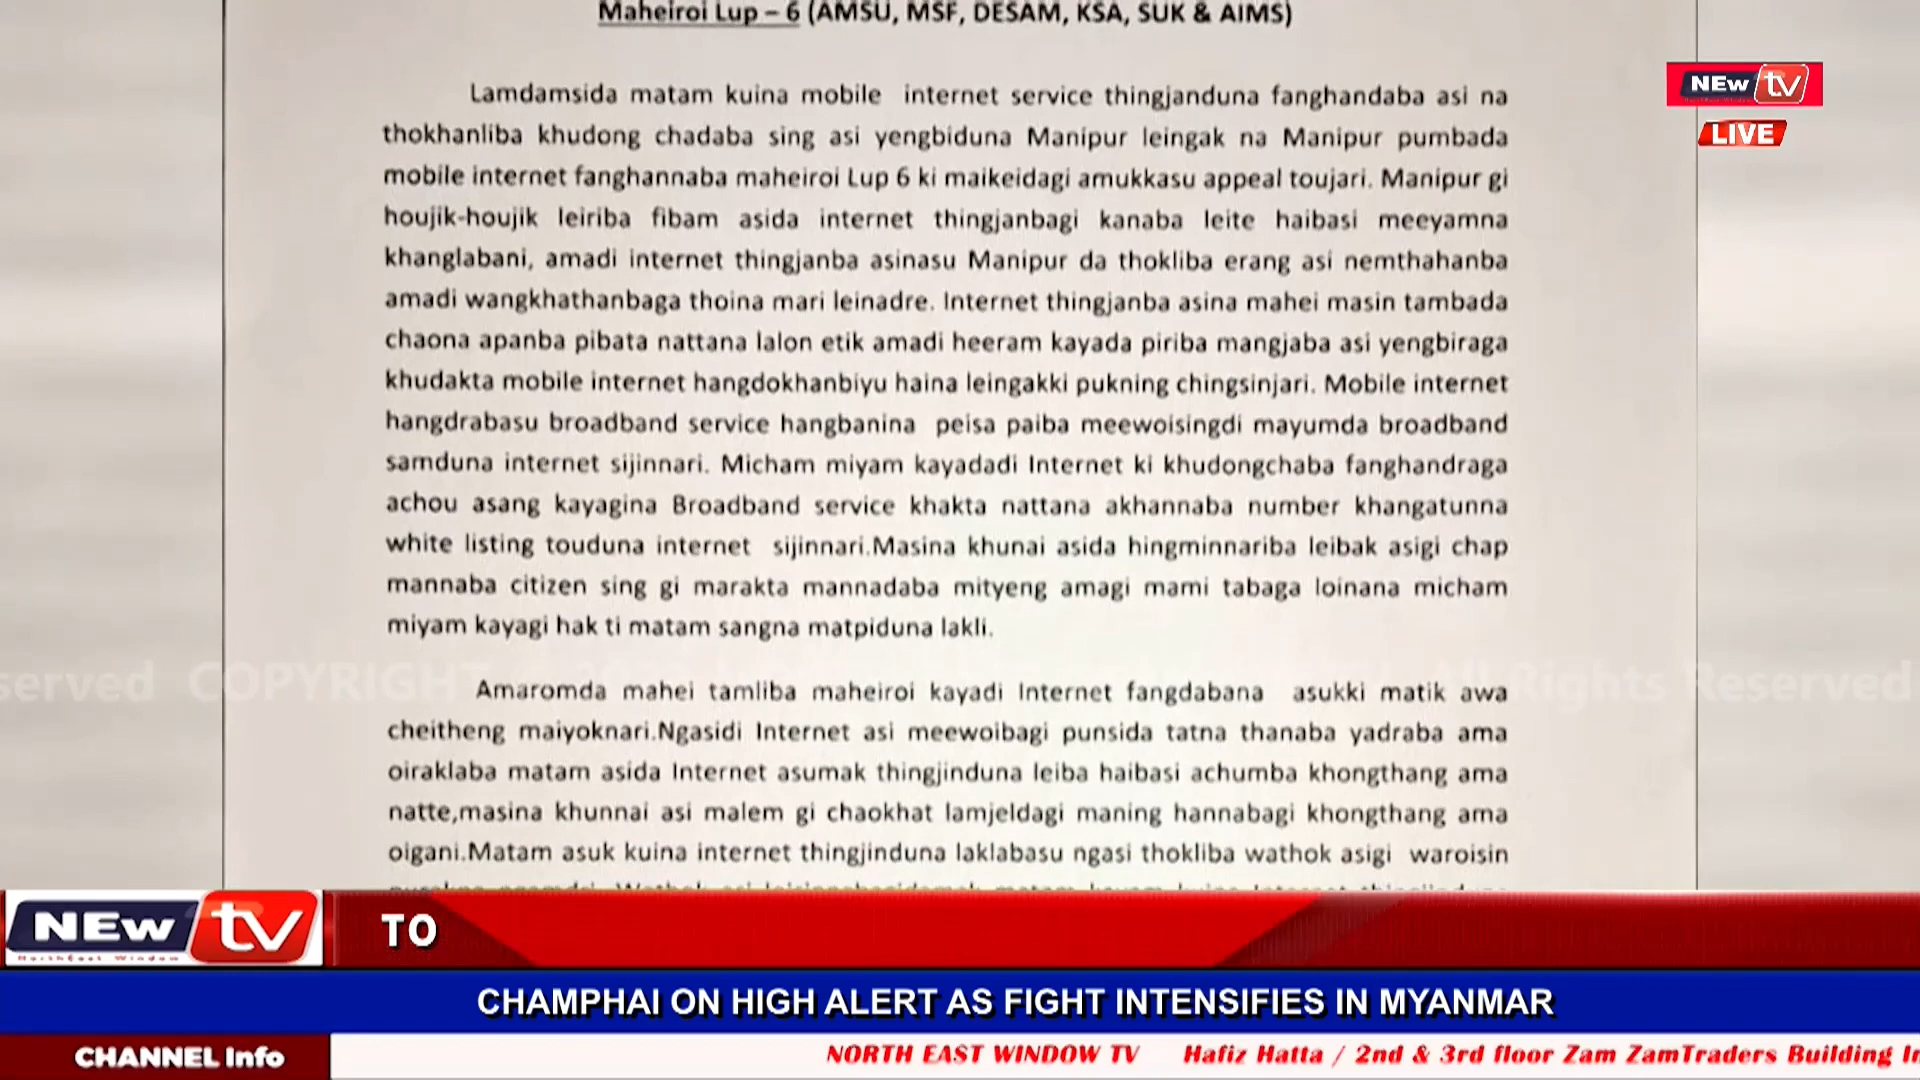 Maheiroi Lup – 6 (AMSU, MSF, DESAM, KSA, SUK & AIMS)
NEW tv
LIVE
Lamdamsida matam kuina mobile internet service thingjanduna fanghandaba asi na
thokhanliba khudong chadaba sing asi yengbiduna Manipur leingak na Manipur pumbada
mobile internet fanghannaba maheiroi Lup 6 ki maikeidagi amukkasu appeal toujari. Manipur gi
houjik-houjik leiriba fibam asida internet thingjanbagi kanaba leite haibasi meeyamna
khanglabani, amadi internet thingjanba asinasu Manipur da thokliba erang asi nemthahanba
amadi wangkhathanbaga thoina mari leinadre. Internet thingjanba asina mahei masin tambada
chaona apanba pibata nattana lalon etik amadi heeram kayada piriba mangjaba asi yengbiraga
khudakta mobile internet hangdokhanbiyu haina leingakki pukning chingsinjari. Mobile internet
hangdrabasu broadband service hangbanina peisa paiba meewoisingdi mayumda broadband
samduna internet sijinnari. Micham miyam kayadadi Internet ki khudongchaba fanghandraga
achou asang kayagina Broadband service khakta nattana akhannaba number khangatunna
white listing touduna internet sijinnari.Masina khunai asida hingminnariba leibak asigi chap
mannaba citizen sing gi marakta mannadaba mityeng amagi mami tabaga loinana micham
miyam kayagi hak ti matam sangna matpiduna lakli.
served COPYRIGHT © All Rights Reserved
Amaromda mahei tamliba maheiroi kayadi Internet fangdabana asukki matik awa
cheitheng maiyoknari.Ngasidi Internet asi meewoibagi punsida tatna thanaba yadraba ama
oiraklaba matam asida Internet asumak thingjinduna leiba haibasi achumba khongthang ama
natte,masina khunnai asi malem gi chaokhat lamjeldagi maning hannabagi khongthang ama
oigani.Matam asuk kuina internet thingjinduna laklabasu ngasi thokliba wathok asigi waroisin
NEW tv
NorthEast Window
TO
CHAMPHAI ON HIGH ALERT AS FIGHT INTENSIFIES IN MYANMAR
CHANNEL Info
NORTH EAST WINDOW TV Hafiz Hatta / 2nd & 3rd floor Zam ZamTraders Building